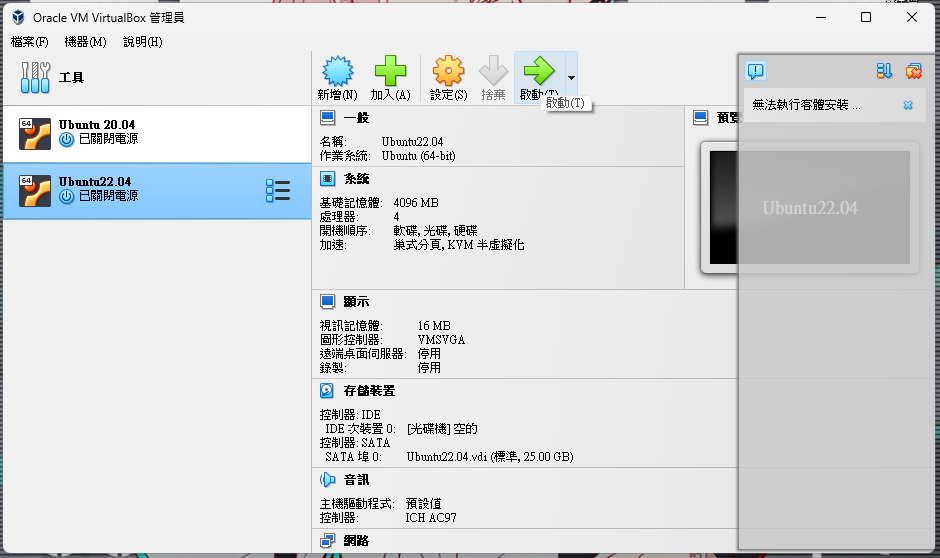 Oracle VM VirtualBox 管理員
檔案(F) 機器(M) 說明(H)
工具
新增(N) 加入(A) 設定(S) 捨棄 啟動(T)
啟動(T)
無法執行客體安裝 ...
64
Ubuntu 20.04
已關閉電源
64
Ubuntu22.04
已關閉電源
一般
名稱: Ubuntu22.04
作業系統: Ubuntu (64-bit)
系統
基礎記憶體: 4096 MB
處理器: 4
開機順序: 軟碟, 光碟, 硬碟
加速: 巢式分頁, KVM 半虛擬化
預覽
Ubuntu22.04
顯示
視訊記憶體: 16 MB
圖形控制器: VMSVGA
遠端桌面伺服器: 停用
錄製: 停用
存儲裝置
控制器: IDE
IDE 次裝置 0: [光碟機] 空的
控制器: SATA
SATA 埠 0: Ubuntu22.04.vdi (標準, 25.00 GB)
音訊
主機驅動程式: 預設值
控制器: ICH AC97
網路